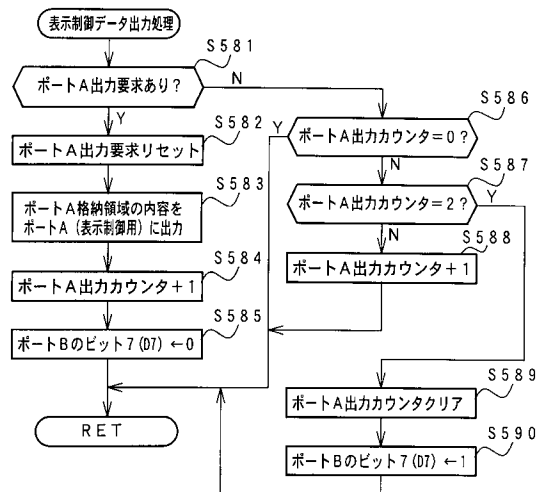 表示制御データ出力処理
S581
ポートA出力要求あり?
N
Y
S582
ポートA出力要求リセット
S583
ポートA格納領域の内容を
ポートA(表示制御用)に出力
S584
ポートA出力カウンタ+1
S585
ポートBのビット7(D7)←0
RET
S586
Y
ポートA出力カウンタ=0?
N
S587
ポートA出力カウンタ=2?
Y
N
S588
ポートA出力カウンタ+1
S589
ポートA出力カウンタクリア
S590
ポートBのビット7(D7)←1